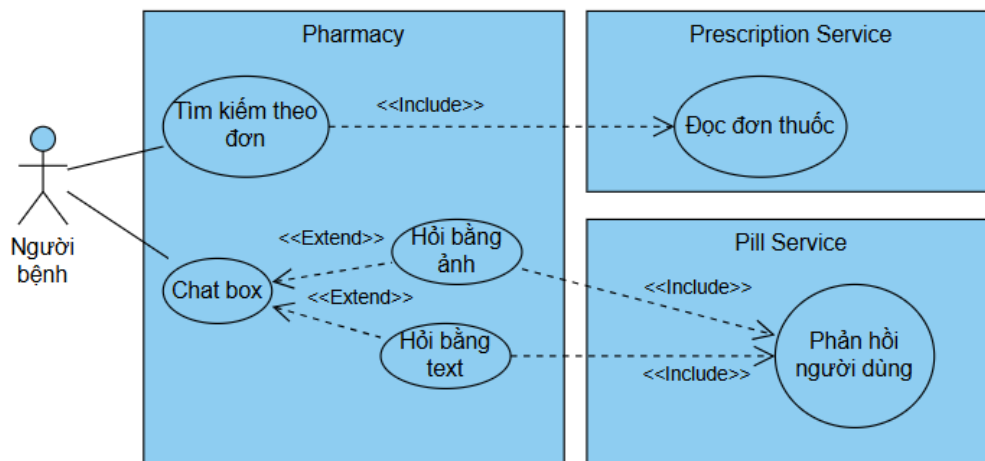 Pharmacy
Prescription Service
Tìm kiếm theo
đơn
<<Include>>
Đọc đơn thuốc
Người
bệnh
Chat box
<<Extend>>
<<Extend>>
Hỏi bằng
ảnh
Hỏi bằng
text
Pill Service
<<Include>>
<<Include>>
Phản hồi
người dùng